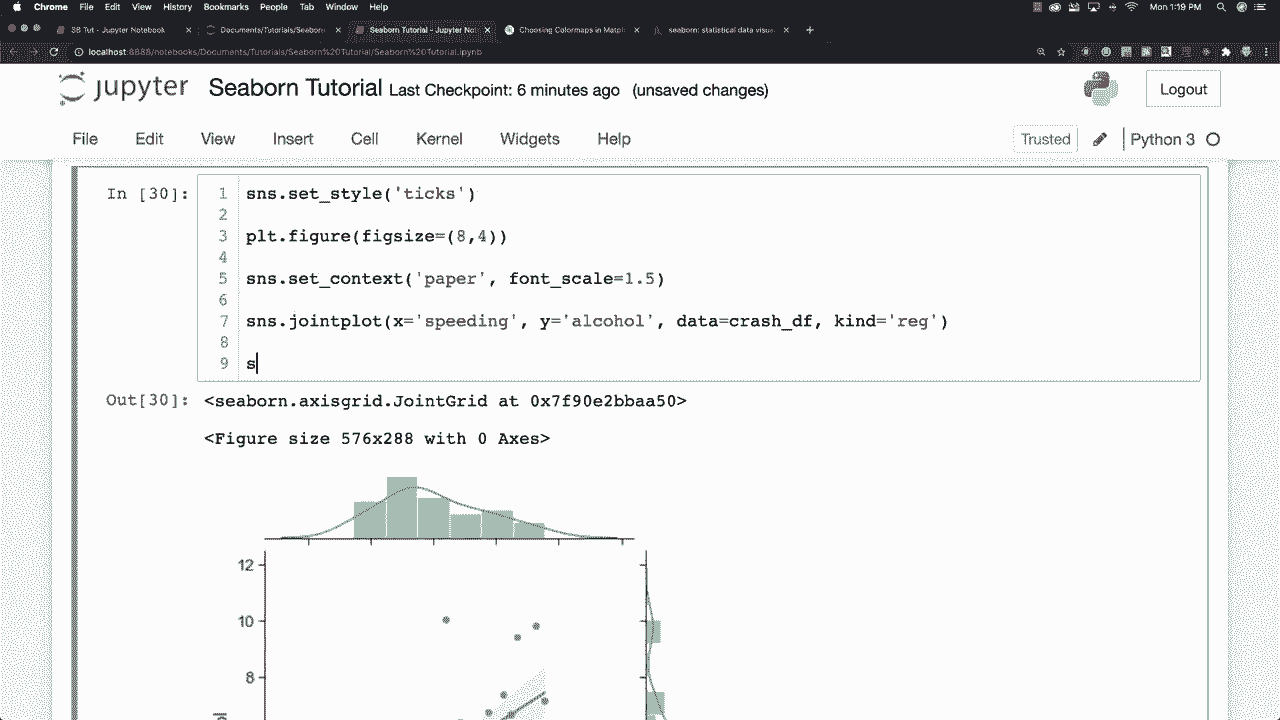 Chrome File Edit View History Bookmarks People Tab Window Help
Mon 1:19 PM
3B Tut - Jupyter Notebook
Documents/Tutorials/Seaborn
Seaborn Tutorial - Jupyter Not
Choosing Colormaps in Matpl
seaborn: statistical data visua
localhost:8888/notebooks/Documents/Tutorials/Seaborn%20Tutorial/Seaborn%20Tutorial.ipynb
jupyter Seaborn Tutorial Last Checkpoint: 6 minutes ago (unsaved changes)
Logout
File Edit View Insert Cell Kernel Widgets Help
Trusted Python 3
In [30]:
1 sns.set_style('ticks')
2
3 plt.figure(figsize=(8,4))
4
5 sns.set_context('paper', font_scale=1.5)
6
7 sns.jointplot(x='speeding', y='alcohol', data=crash_df, kind='reg')
8
9 s
Out[30]: <seaborn.axisgrid.JointGrid at 0x7f90e2bbaa50>
<Figure size 576x288 with 0 Axes>
12
10
8